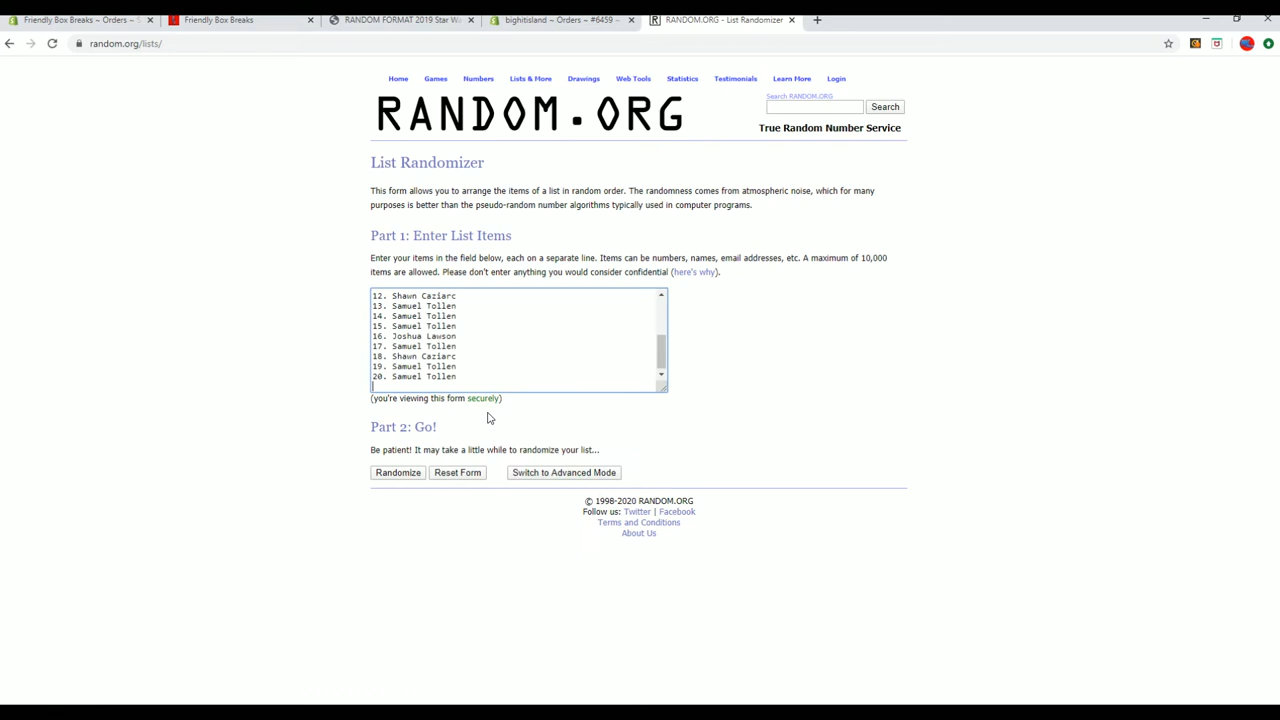 Friendly Box Breaks ~ Orders ~ S
Friendly Box Breaks
RANDOM FORMAT 2019 Star Wa
bighitisland ~ Orders ~ #6459 ~
RANDOM.ORG - List Randomizer
random.org/lists/
Home Games Numbers Lists & More Drawings Web Tools Statistics Testimonials Learn More Login
Search RANDOM.ORG
RANDOM.ORG
Search
True Random Number Service
List Randomizer
This form allows you to arrange the items of a list in random order. The randomness comes from atmospheric noise, which for many
purposes is better than the pseudo-random number algorithms typically used in computer programs.
Part 1: Enter List Items
Enter your items in the field below, each on a separate line. Items can be numbers, names, email addresses, etc. A maximum of 10,000
items are allowed. Please don't enter anything you would consider confidential (here's why).
12. Shawn Caziarc
13. Samuel Tollen
14. Samuel Tollen
15. Samuel Tollen
16. Joshua Lawson
17. Samuel Tollen
18. Shawn Caziarc
19. Samuel Tollen
20. Samuel Tollen
(you're viewing this form securely)
Part 2: Go!
Be patient! It may take a little while to randomize your list...
Randomize Reset Form Switch to Advanced Mode
© 1998-2020 RANDOM.ORG
Follow us: Twitter | Facebook
Terms and Conditions
About Us